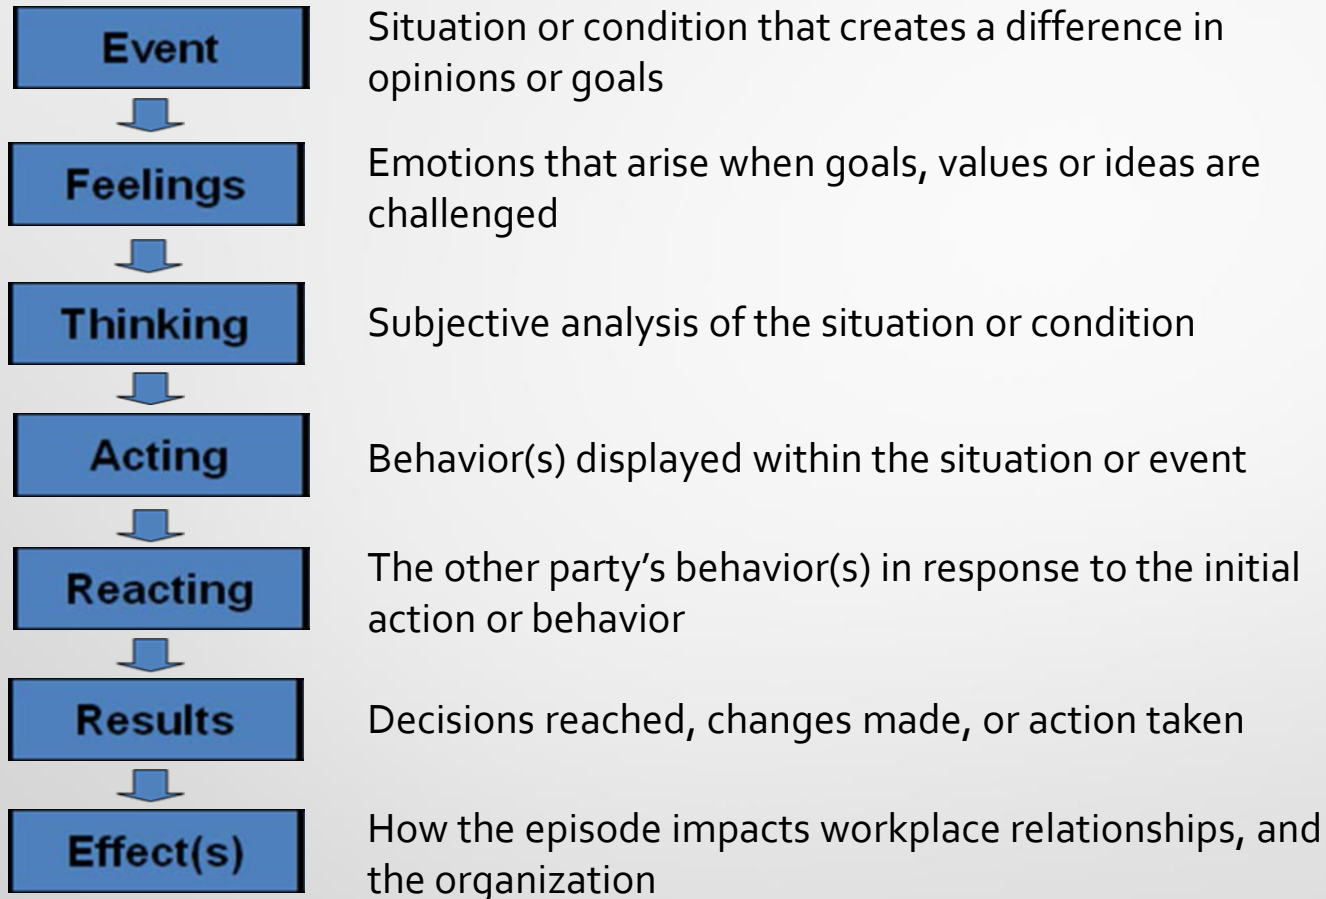 Event
Situation or condition that creates a difference in
opinions or goals
Feelings
Emotions that arise when goals, values or ideas are
challenged
Thinking
Subjective analysis of the situation or condition
Acting
Behavior(s) displayed within the situation or event
Reacting
The other party’s behavior(s) in response to the initial
action or behavior
Results
Decisions reached, changes made, or action taken
Effect(s)
How the episode impacts workplace relationships, and
the organization